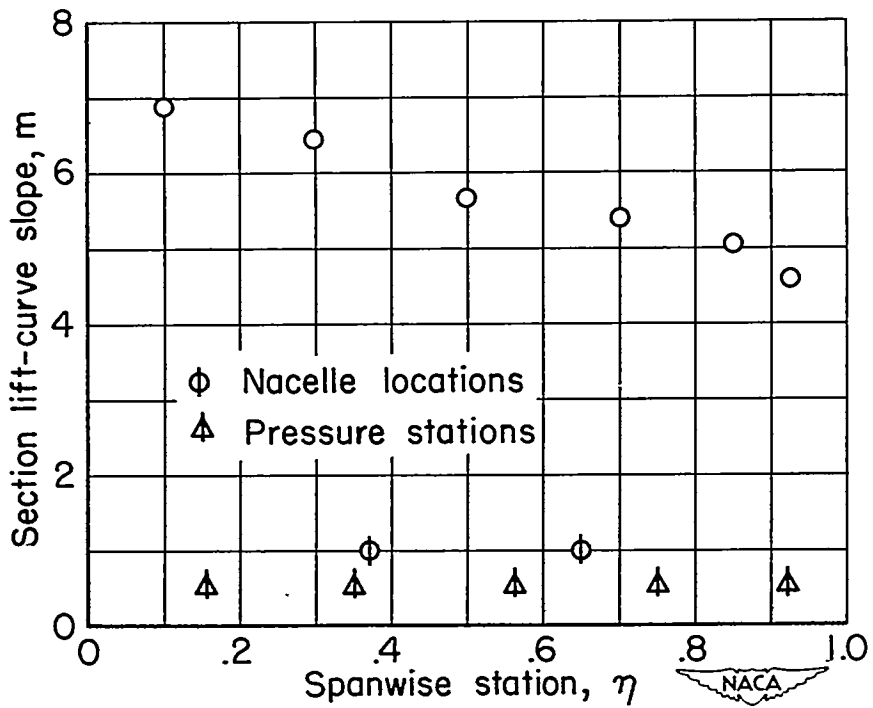 8
6
4
2
0
Section lift-curve slope, m
Nacelle locations
Pressure stations
0 .2 .4 .6 .8 1.0
Spanwise station, η
NACA